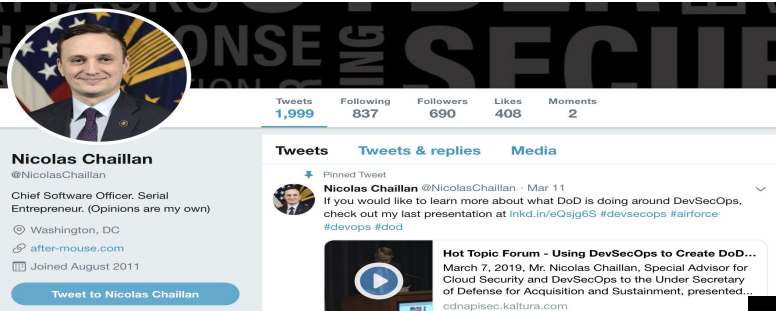 CYBER
ONSE
ING
SECUR
Tweets Following Followers Likes Moments
1,999 837 690 408 2
Nicolas Chaillan
@NicolasChaillan
Chief Software Officer. Serial
Entrepreneur. (Opinions are my own)
Washington, DC
after-mouse.com
Joined August 2011
Tweet to Nicolas Chaillan
Tweets Tweets & replies Media
Pinned Tweet
Nicolas Chaillan @NicolasChaillan · Mar 11
If you would like to learn more about what DoD is doing around DevSecOps,
check out my last presentation at lnkd.in/eQsjg6S #devsecops #airforce
#devops #dod
Hot Topic Forum - Using DevSecOps to Create DoD...
March 7, 2019, Mr. Nicolas Chaillan, Special Advisor for
Cloud Security and DevSecOps to the Under Secretary
of Defense for Acquisition and Sustainment, presented...
cdnapisec.kaltura.com